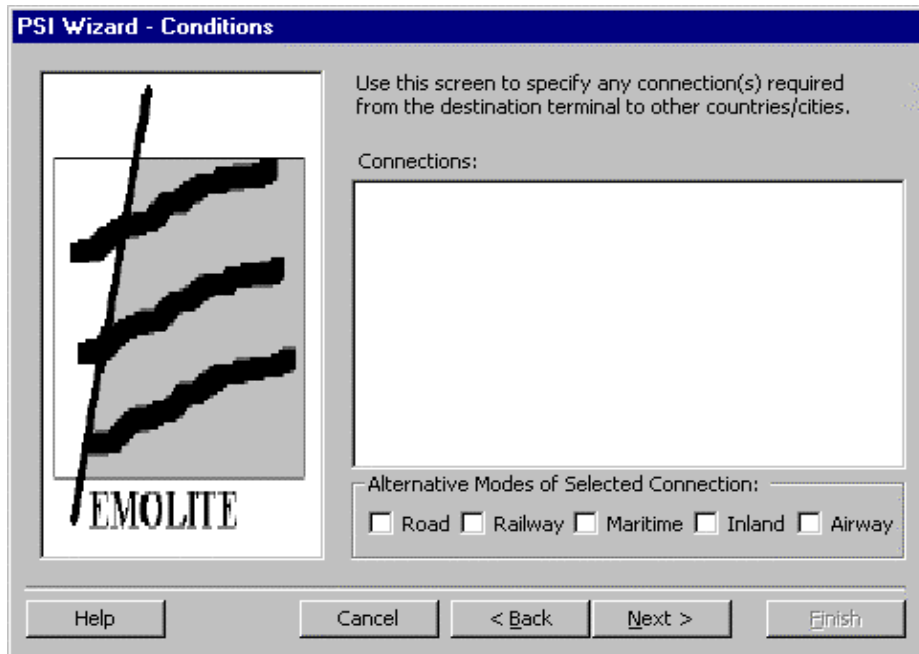 PSI Wizard - Conditions
Use this screen to specify any connection(s) required
from the destination terminal to other countries/cities.
Connections:
EMOLITE
Alternative Modes of Selected Connection:
Road Railway Maritime Inland Airway
Help Cancel < Back Next > Finish